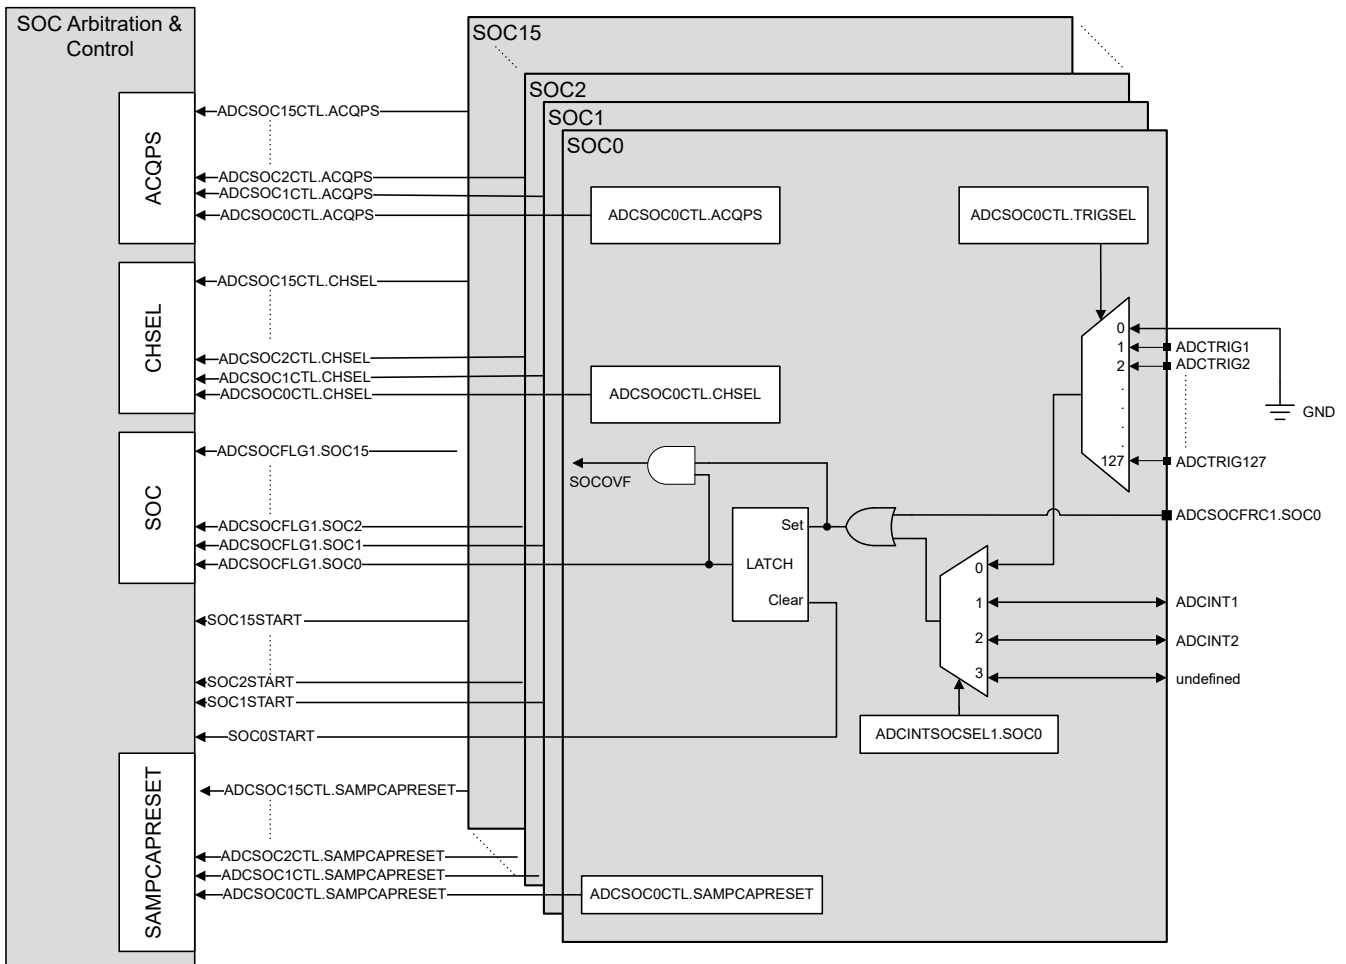 SOC Arbitration &
Control
SOC15
SOC2
SOC1
SOC0
ACQPS
ADCSOC15CTL.ACQPS
ADCSOC2CTL.ACQPS
ADCSOC1CTL.ACQPS
ADCSOC0CTL.ACQPS
ADCSOC0CTL.ACQPS
ADCSOC0CTL.TRIGSEL
CHSEL
ADCSOC15CTL.CHSEL
ADCSOC2CTL.CHSEL
ADCSOC1CTL.CHSEL
ADCSOC0CTL.CHSEL
ADCSOC0CTL.CHSEL
0
1
2
.
.
.
.
127
ADCTRIG1
ADCTRIG2
GND
ADCTRIG127
SOC
ADCSOCFLG1.SOC15
ADCSOCFLG1.SOC2
ADCSOCFLG1.SOC1
ADCSOCFLG1.SOC0
SOCOVF
Set
LATCH
Clear
ADCSOCFRC1.SOC0
0
1
2
3
ADCINT1
ADCINT2
undefined
ADCINTSOCSEL1.SOC0
SOC15START
SOC2START
SOC1START
SOC0START
SAMPCAPRESET
ADCSOC15CTL.SAMPCAPRESET
ADCSOC2CTL.SAMPCAPRESET
ADCSOC1CTL.SAMPCAPRESET
ADCSOC0CTL.SAMPCAPRESET
ADCSOC0CTL.SAMPCAPRESET